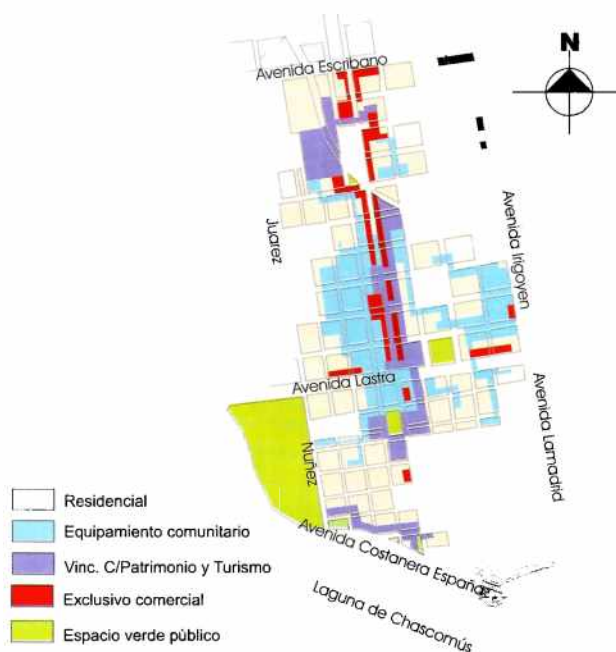 Avenida Escribano
N
Juarez
Avenida Irigoyen
Avenida Lastra
Avenida Lamadrid
Nuñez
Avenida Costanera España
Laguna de Chascomús
Residencial
Equipamiento comunitario
Vinc. C/Patrimonio y Turismo
Exclusivo comercial
Espacio verde público